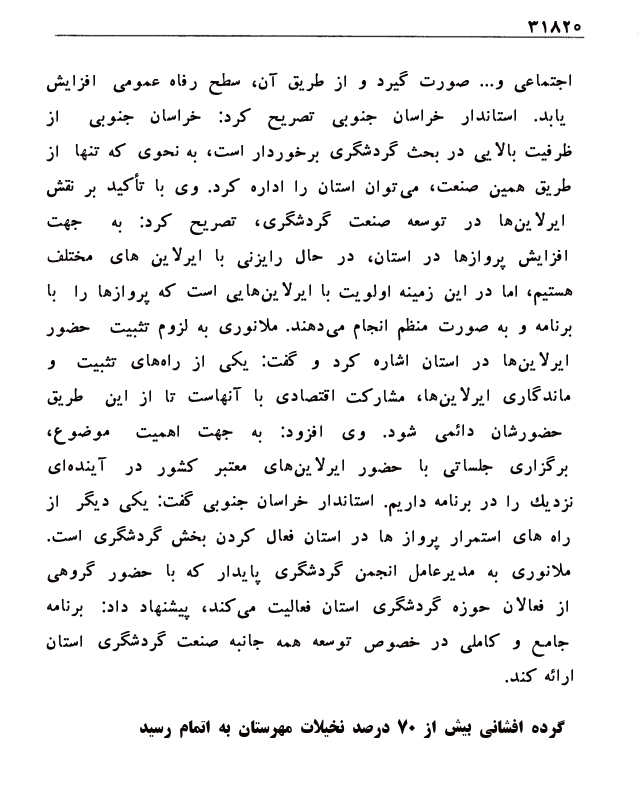 ۳۱۸۲۰
اجتماعی و... صورت گیرد و از طریق آن، سطح رفاه عمومی افزایش
یابد. استاندار خراسان جنوبی تصریح کرد: خراسان جنوبی از
ظرفیت بالایی در بحث گردشگری برخوردار است، به نحوی که تنها از
طریق همین صنعت، می‌توان استان را اداره کرد. وی با تأکید بر نقش
ایرلاین‌ها در توسعه صنعت گردشگری، تصریح کرد: به جهت
افزایش پروازها در استان، در حال رایزنی با ایرلاین های مختلف
هستیم، اما در این زمینه اولویت با ایرلاین‌هایی است که پروازها را با
برنامه و به صورت منظم انجام می‌دهند. ملانوری به لزوم تثبیت حضور
ایرلاین‌ها در استان اشاره کرد و گفت: یکی از راه‌های تثبیت و
ماندگاری ایرلاین‌ها، مشارکت اقتصادی با آنهاست تا از این طریق
حضورشان دائمی شود. وی افزود: به جهت اهمیت موضوع،
برگزاری جلساتی با حضور ایرلاین‌های معتبر کشور در آینده‌ای
نزدیك را در برنامه داریم. استاندار خراسان جنوبی گفت: یکی دیگر از
راه های استمرار پرواز ها در استان فعال کردن بخش گردشگری است.
ملانوری به مدیرعامل انجمن گردشگری پایدار که با حضور گروهی
از فعالان حوزه گردشگری استان فعالیت می‌کند، پیشنهاد داد: برنامه
جامع و کاملی در خصوص توسعه همه جانبه صنعت گردشگری استان
ارائه کند.
گرده افشانی بیش از ۷۰ درصد نخیلات مهرستان به اتمام رسید